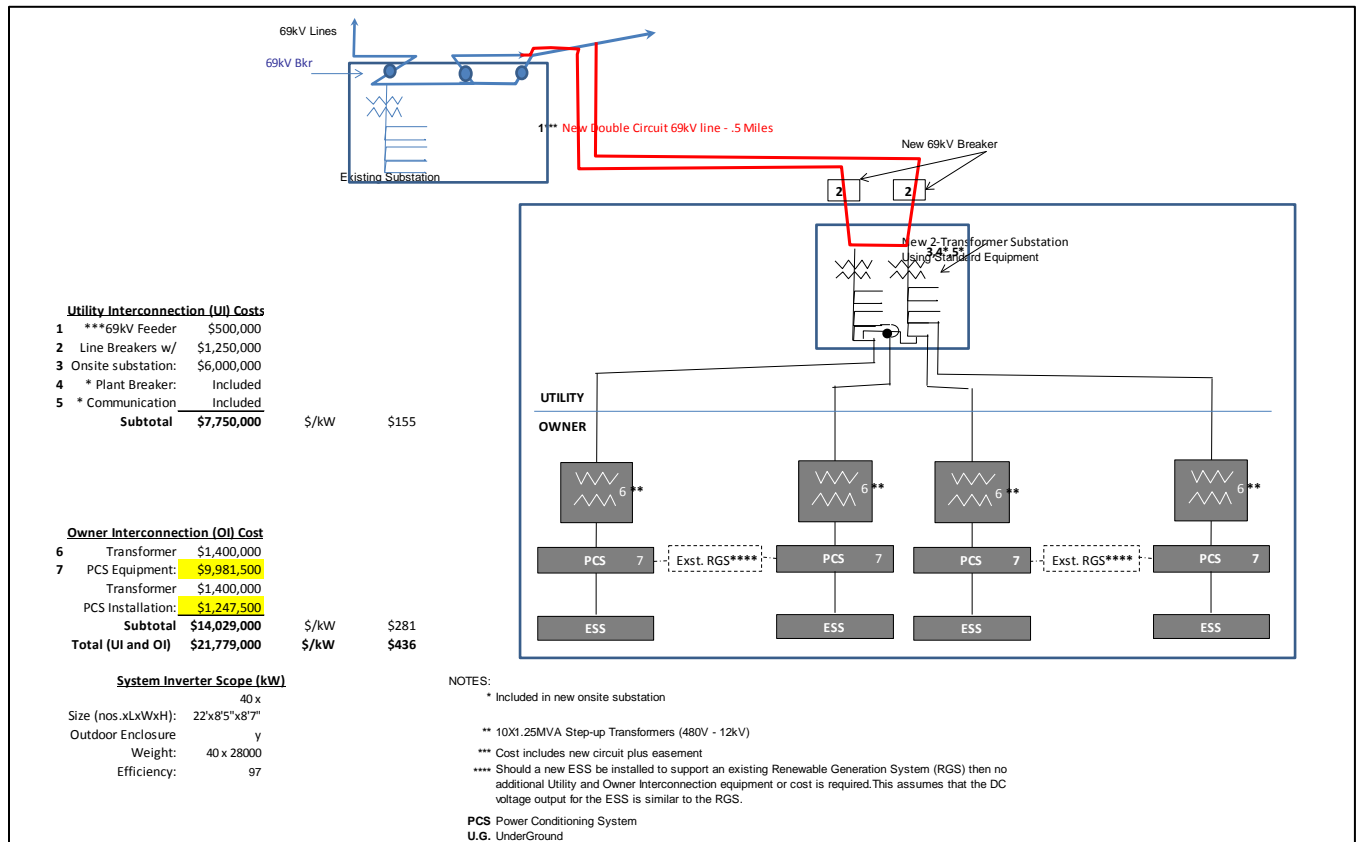 69kV Lines
69kV Bkr
1*** New Double Circuit 69kV line - .5 Miles
Existing Substation
New 69kV Breaker
2 2
New 2-Transformer Substation
3,4*,5*
Using Standard Equipment
Utility Interconnection (UI) Costs
1 ***69kV Feeder $500,000
2 Line Breakers w/ $1,250,000
3 Onsite substation: $6,000,000
4 * Plant Breaker: Included
5 * Communication Included
Subtotal $7,750,000 $/kW $155
UTILITY
OWNER
6 ** 6 ** 6 ** 6 **
PCS 7 Exst. RGS**** PCS 7 PCS 7 Exst. RGS**** PCS 7
ESS ESS ESS ESS
Owner Interconnection (OI) Cost
6 Transformer $1,400,000
7 PCS Equipment: $9,981,500
Transformer $1,400,000
PCS Installation: $1,247,500
Subtotal $14,029,000 $/kW $281
Total (UI and OI) $21,779,000 $/kW $436
System Inverter Scope (kW)
40 x
Size (nos.xLxWxH): 22'x8'5"x8'7"
Outdoor Enclosure y
Weight: 40 x 28000
Efficiency: 97
NOTES:
* Included in new onsite substation
** 10X1.25MVA Step-up Transformers (480V - 12kV)
*** Cost includes new circuit plus easement
**** Should a new ESS be installed to support an existing Renewable Generation System (RGS) then no
additional Utility and Owner Interconnection equipment or cost is required.This assumes that the DC
voltage output for the ESS is similar to the RGS.
PCS Power Conditioning System
U.G. UnderGround